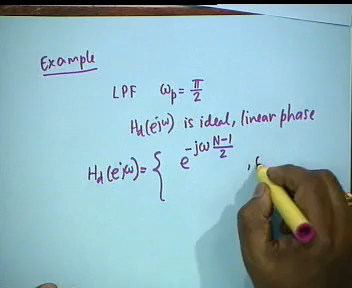 Example
LPF ωp = π/2
Hd(e^jω) is ideal, linear phase
Hd(e^jω) = { e^-jω (N-1)/2 ,